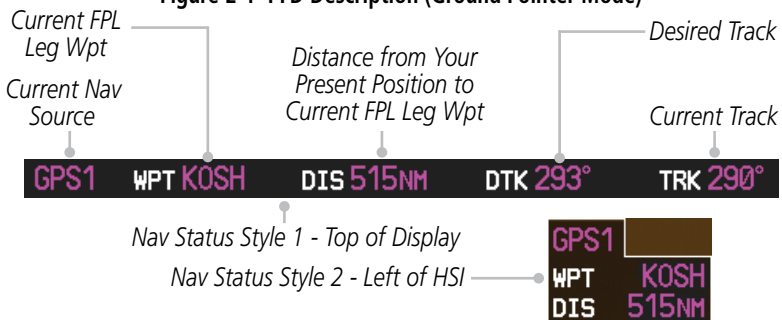 Figure 2-1 PFD Description (Ground Pointer Mode)
Current FPL
Leg Wpt
Desired Track
Distance from Your
Present Position to
Current FPL Leg Wpt
Current Nav
Source
Current Track
GPS1 WPT KOSH DIS 515NM DTK 293° TRK 290°
Nav Status Style 1 - Top of Display
Nav Status Style 2 - Left of HSI
GPS1
WPT KOSH
DIS 515NM